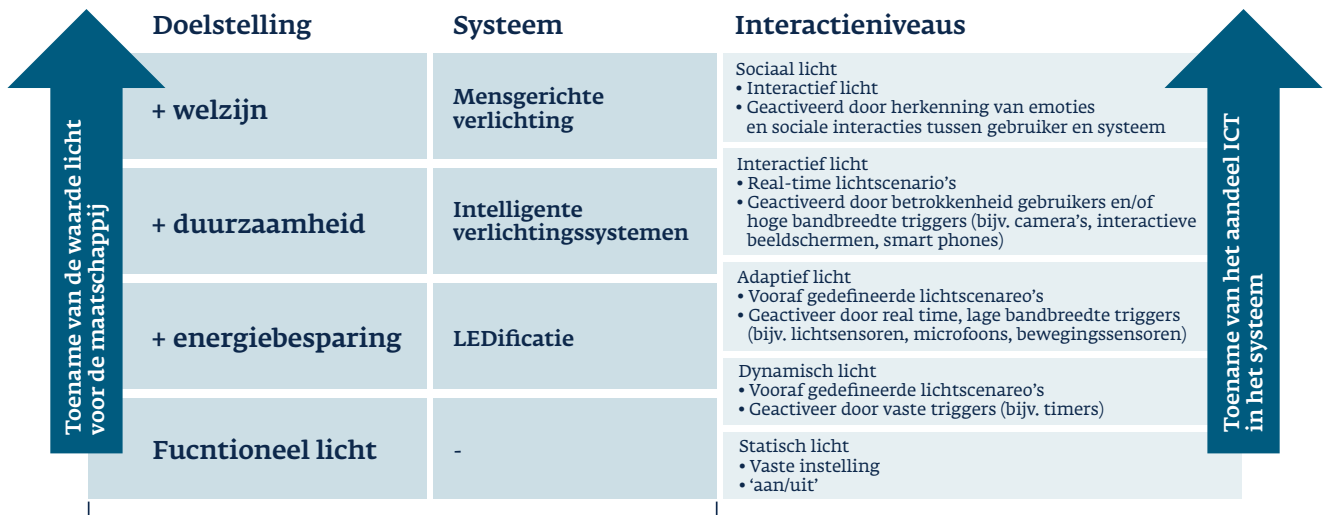 Doelstelling
Systeem
Interactieniveaus
Toename van de waarde licht
voor de maatschappij
+ welzijn
Mensgerichte
verlichting
Sociaal licht
• Interactief licht
• Geactiveerd door herkenning van emoties
en sociale interacties tussen gebruiker en systeem
+ duurzaamheid
Intelligente
verlichtingssystemen
Interactief licht
• Real-time lichtscenario’s
• Geactiveerd door betrokkenheid gebruikers en/of
hoge bandbreedte triggers (bijv. camera’s, interactieve
beeldschermen, smart phones)
+ energiebesparing
LEDificatie
Adaptief licht
• Vooraf gedefineerde lichtscenareo’s
• Geactiveer door real time, lage bandbreedte triggers
(bijv. lichtsensoren, microfoons, bewegingssensoren)
Dynamisch licht
• Vooraf gedefineerde lichtscenareo’s
• Geactiveer door vaste triggers (bijv. timers)
Fucntioneel licht
-
Statisch licht
• Vaste instelling
• ‘aan/uit’
Toename van het aandeel ICT
in het systeem